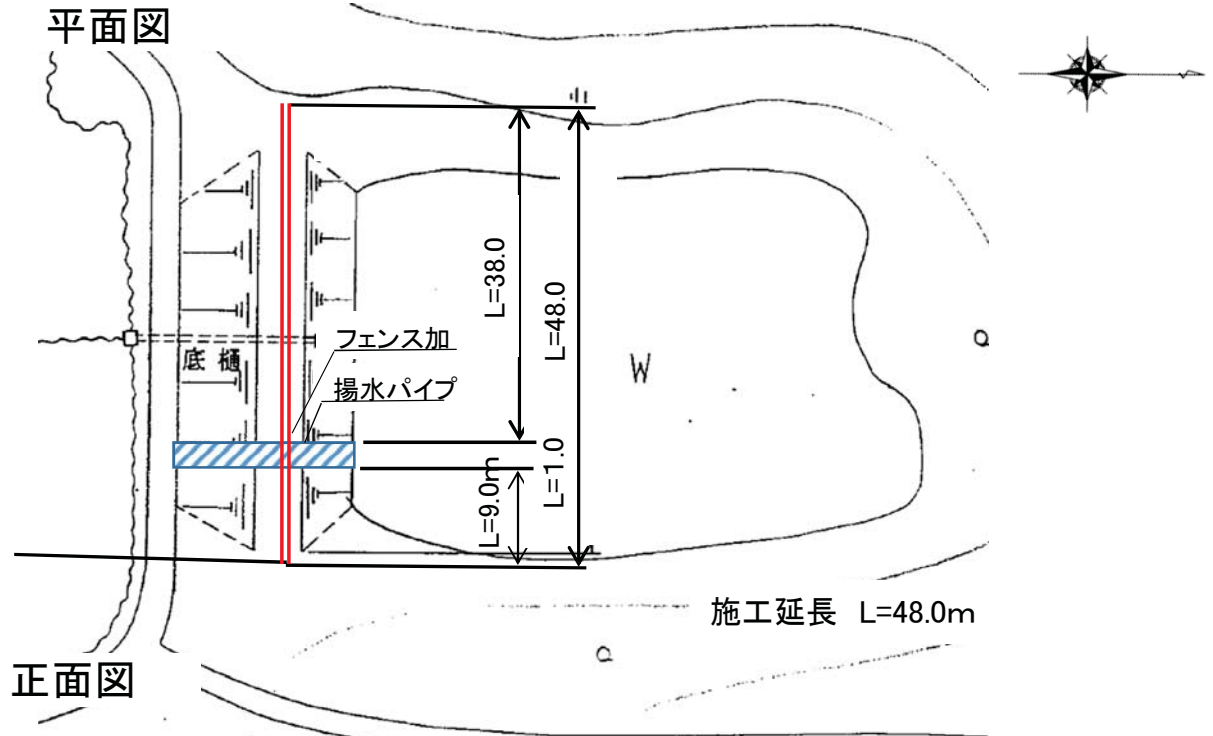 平面図
L=38.0
L=48.0
フェンス加
底樋
揚水パイプ
W
L=1.0
L=9.0m
施工延長 L=48.0m
正面図